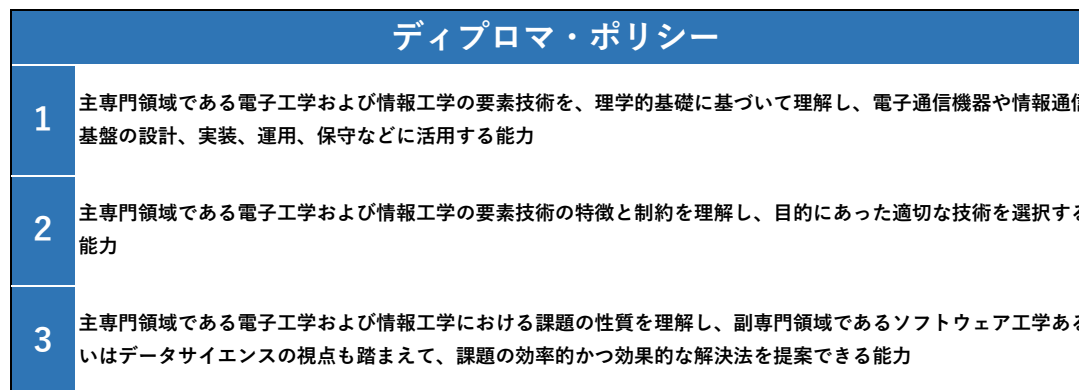 ディプロマ・ポリシー
1
主専門領域である電子工学および情報工学の要素技術を、理学的基礎に基づいて理解し、電子通信機器や情報通信
基盤の設計、実装、運用、保守などに活用する能力
2
主専門領域である電子工学および情報工学の要素技術の特徴と制約を理解し、目的にあった適切な技術を選択する
能力
3
主専門領域である電子工学および情報工学における課題の性質を理解し、副専門領域であるソフトウェア工学ある
いはデータサイエンスの視点も踏まえて、課題の効率的かつ効果的な解決法を提案できる能力